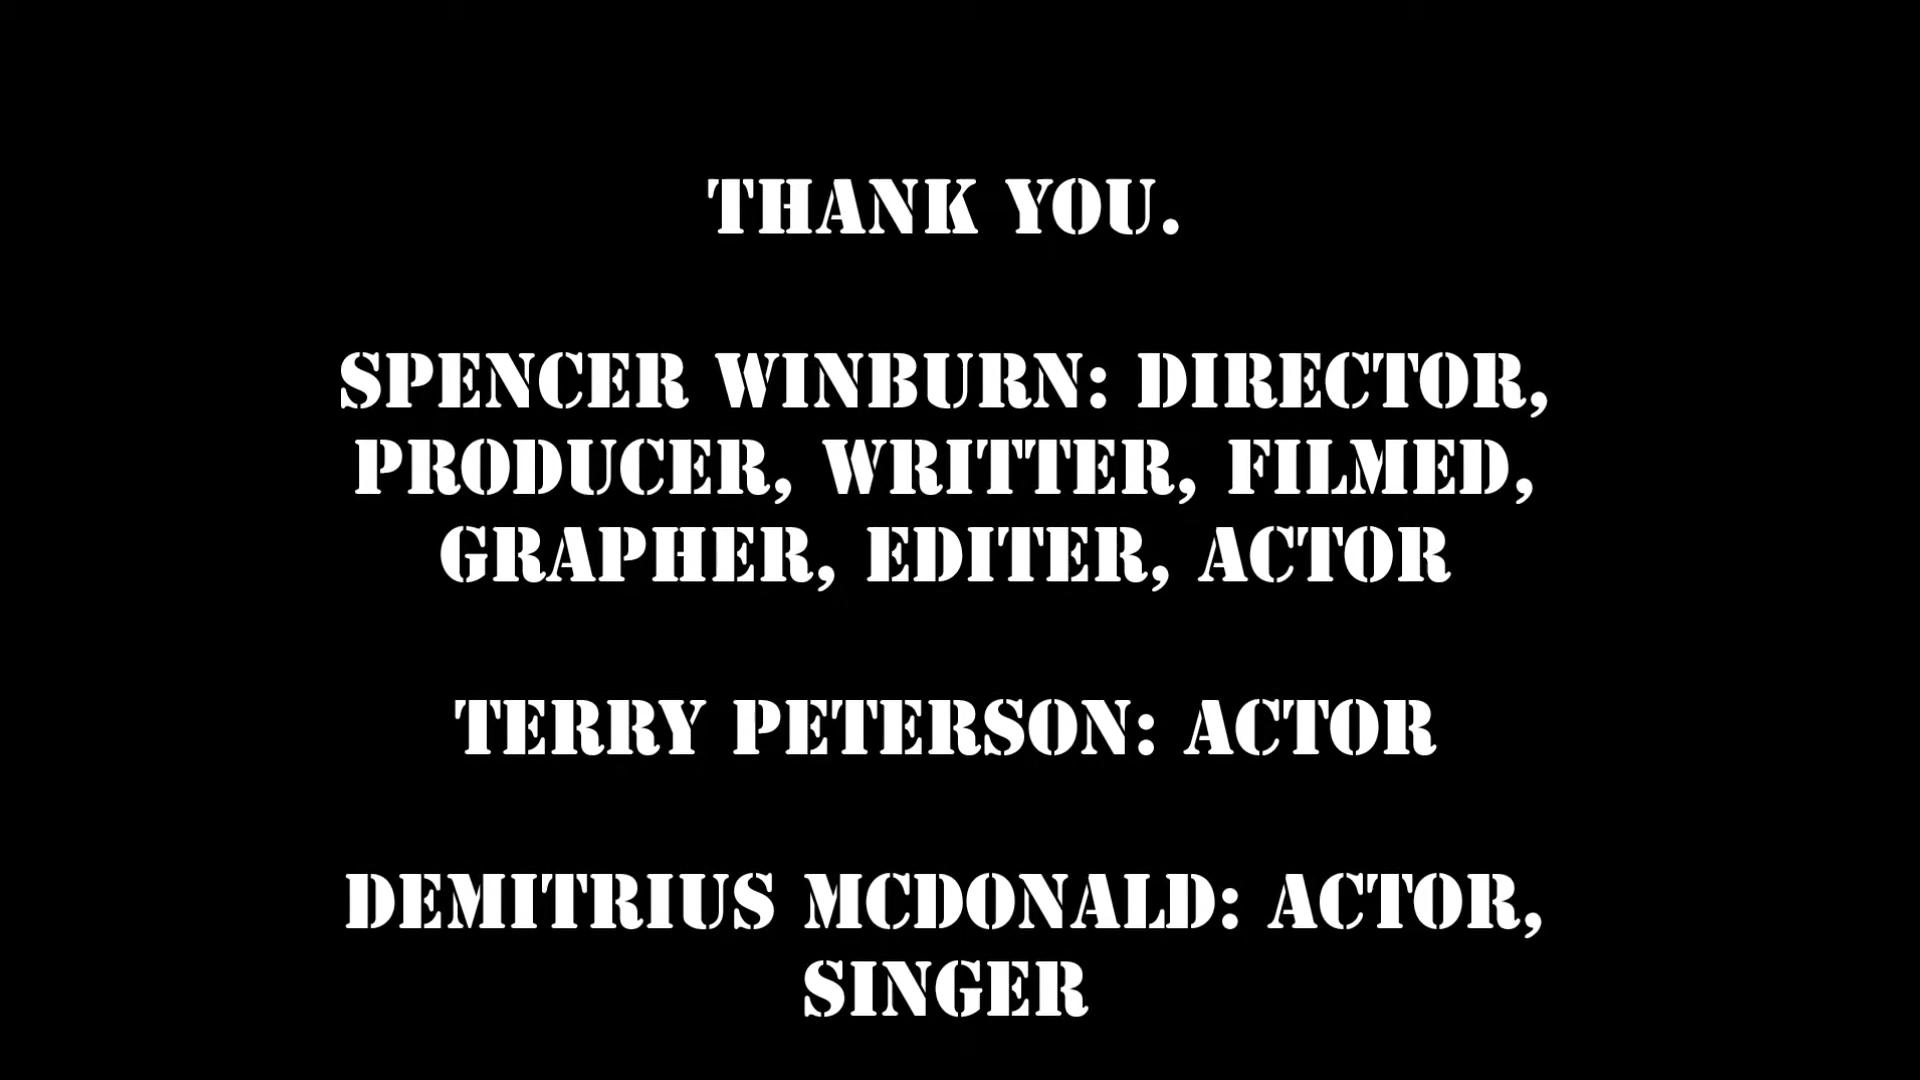 THANK YOU.
SPENCER WINBURN: DIRECTOR,
PRODUCER, WRITTER, FILMED,
GRAPHER, EDITER, ACTOR
TERRY PETERSON: ACTOR
DEMITRIUS MCDONALD: ACTOR,
SINGER